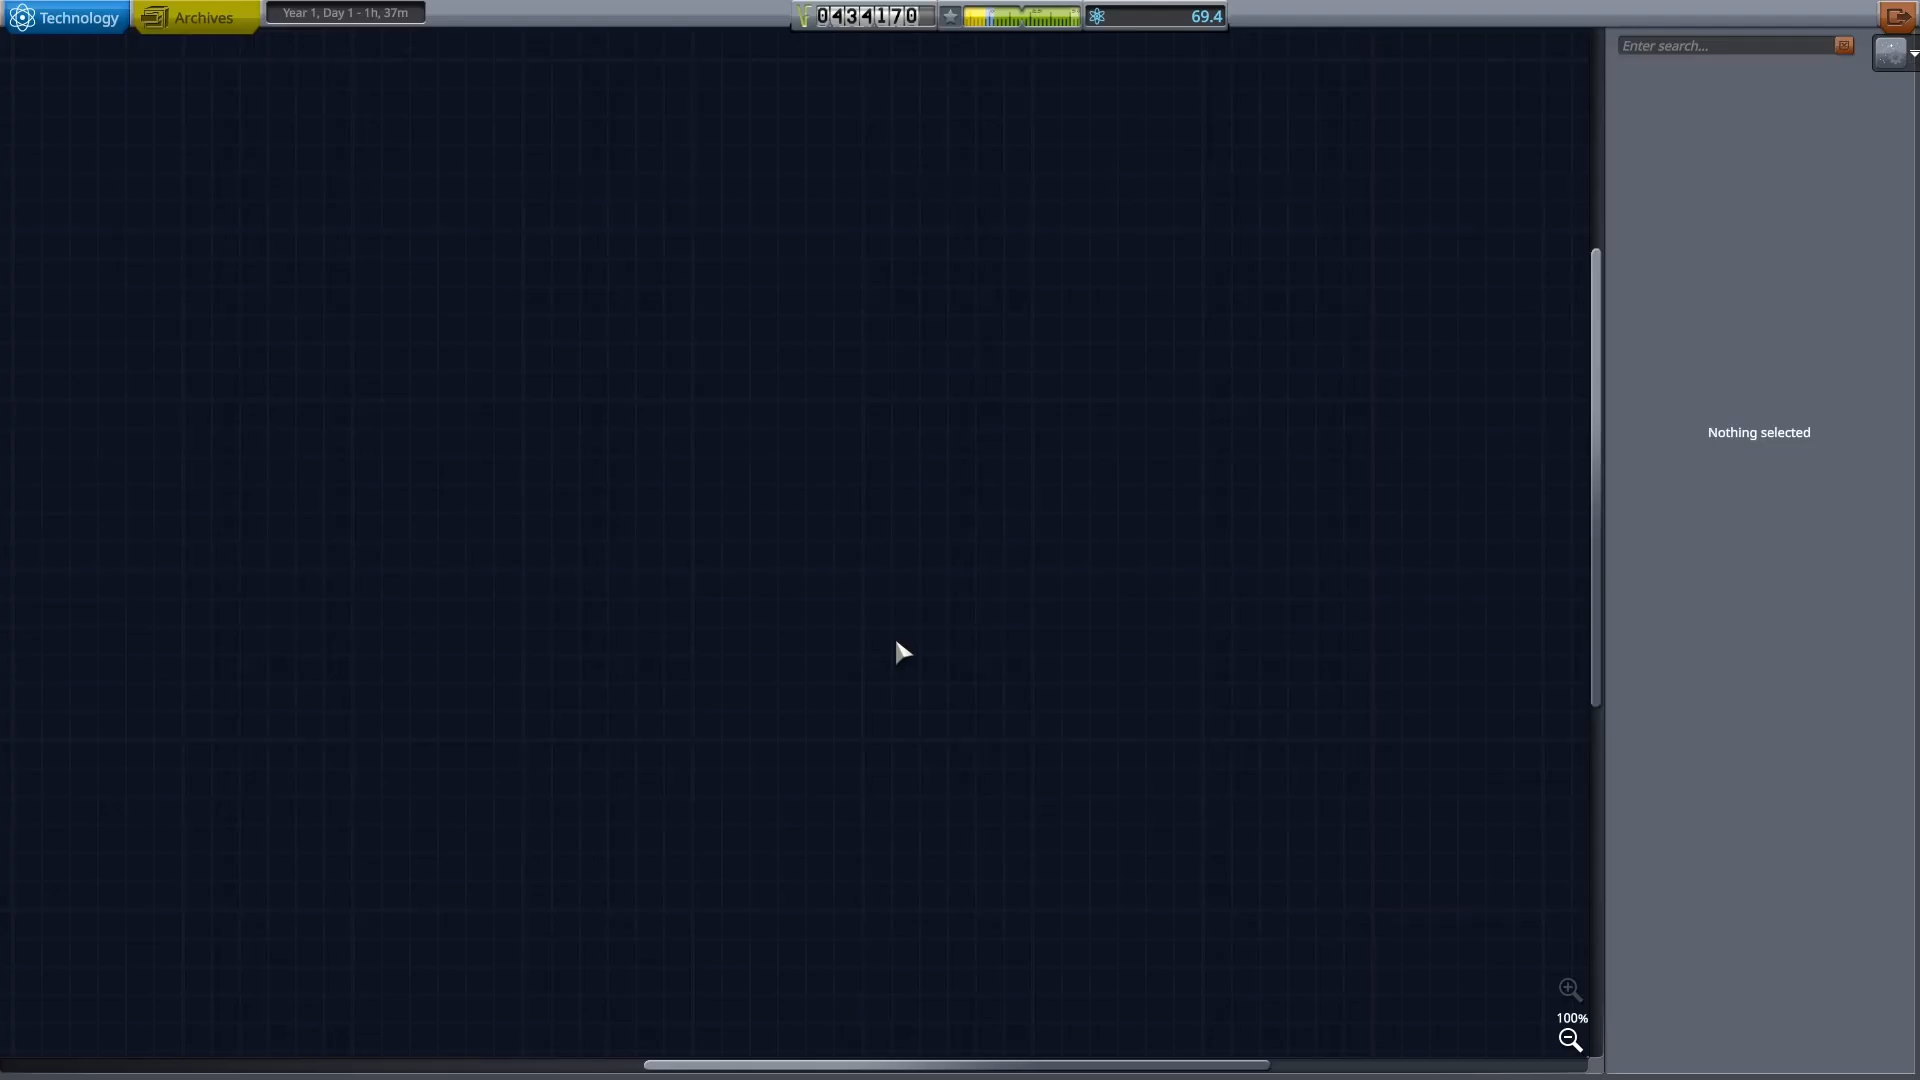 Technology
Archives
Year 1, Day 1 - 1h, 37m
0434170
69.4
Enter search...
Nothing selected
100%